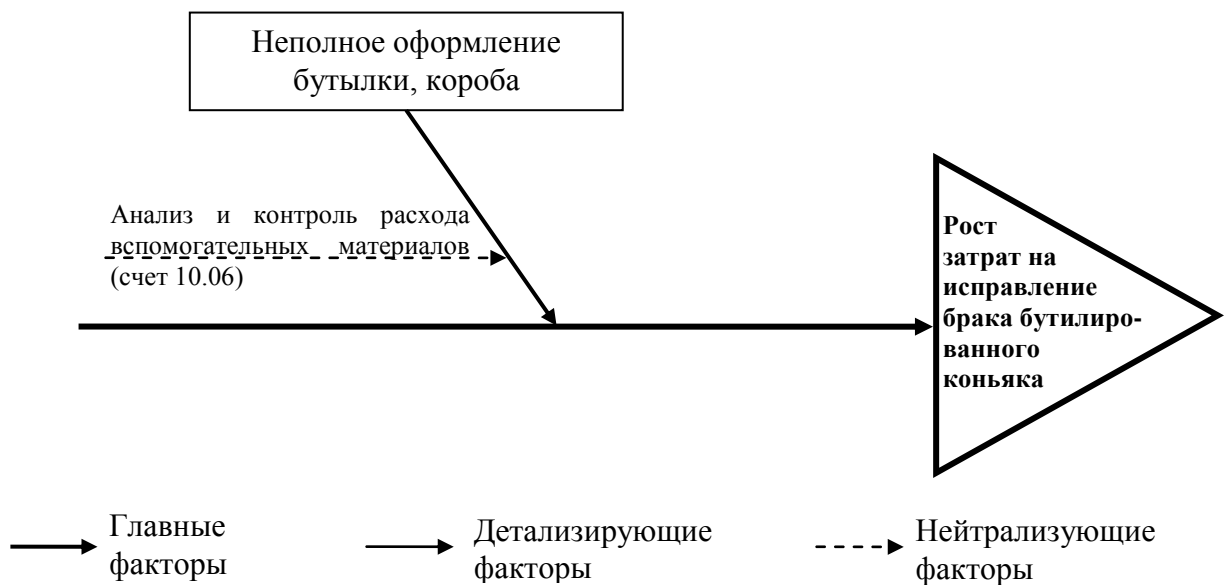 Неполное оформление
бутылки, короба
Анализ и контроль расхода
вспомогательных материалов
(счет 10.06)
Рост
затрат на
исправление
брака бутилиро-
ванного
коньяка
Главные
факторы
Детализирующие
факторы
Нейтрализующие
факторы